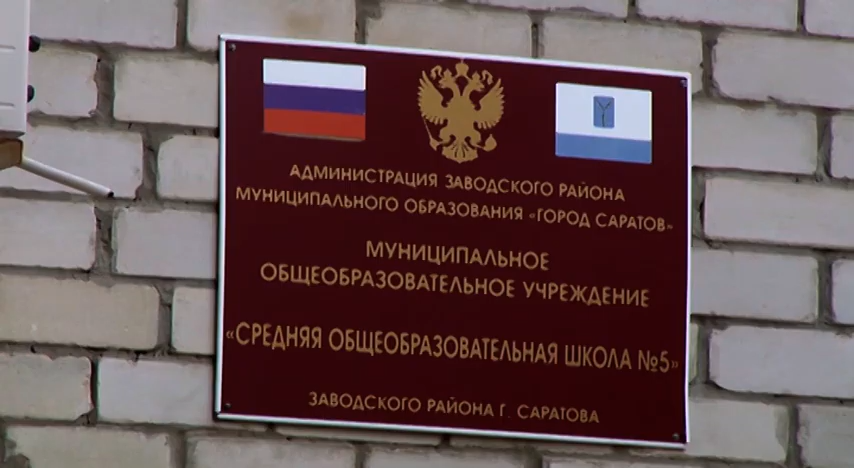 АДМИНИСТРАЦИЯ ЗАВОДСКОГО РАЙОНА
МУНИЦИПАЛЬНОГО ОБРАЗОВАНИЯ «ГОРОД САРАТОВ»
МУНИЦИПАЛЬНОЕ
ОБЩЕОБРАЗОВАТЕЛЬНОЕ УЧРЕЖДЕНИЕ
«СРЕДНЯЯ ОБЩЕОБРАЗОВАТЕЛЬНАЯ ШКОЛА №5»
ЗАВОДСКОГО РАЙОНА Г. САРАТОВА